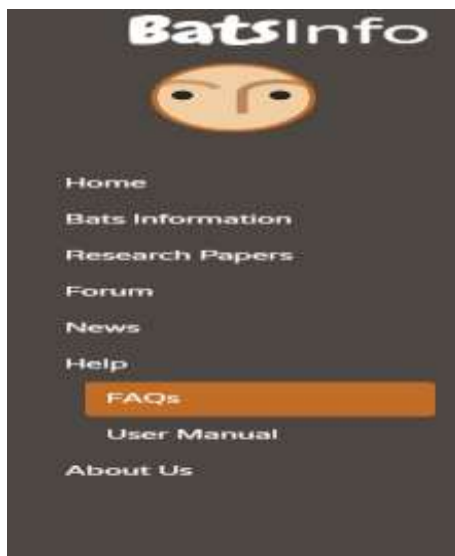 BatsInfo
Home
Bats Information
Research Papers
Forum
News
Help
FAQs
User Manual
About Us